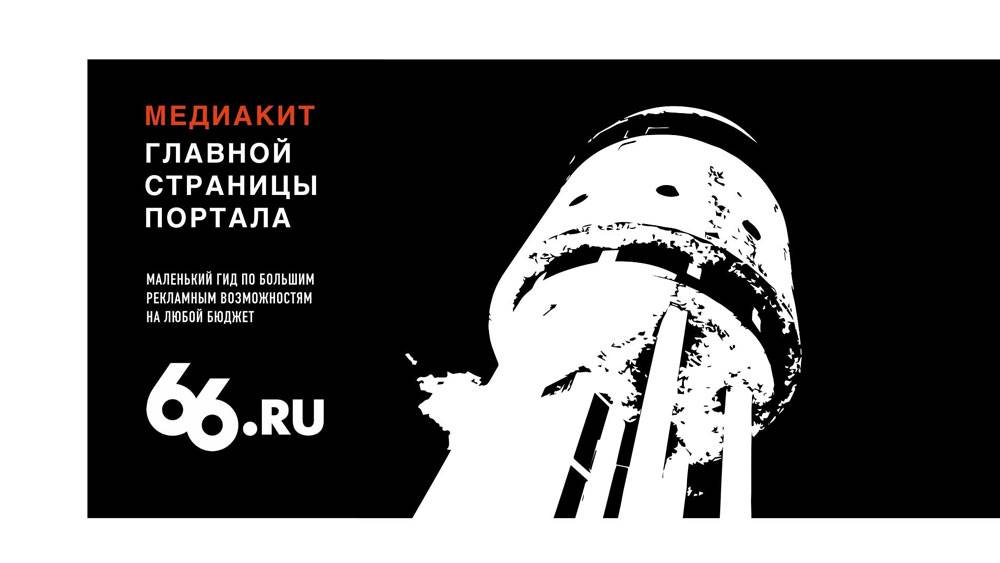 МЕДИАКИТ
ГЛАВНОЙ
СТРАНИЦЫ
ПОРТАЛА
МАЛЕНЬКИЙ ГИД ПО БОЛЬШИМ
РЕКЛАМНЫМ ВОЗМОЖНОСТЯМ
НА ЛЮБОЙ БЮДЖЕТ
66.RU